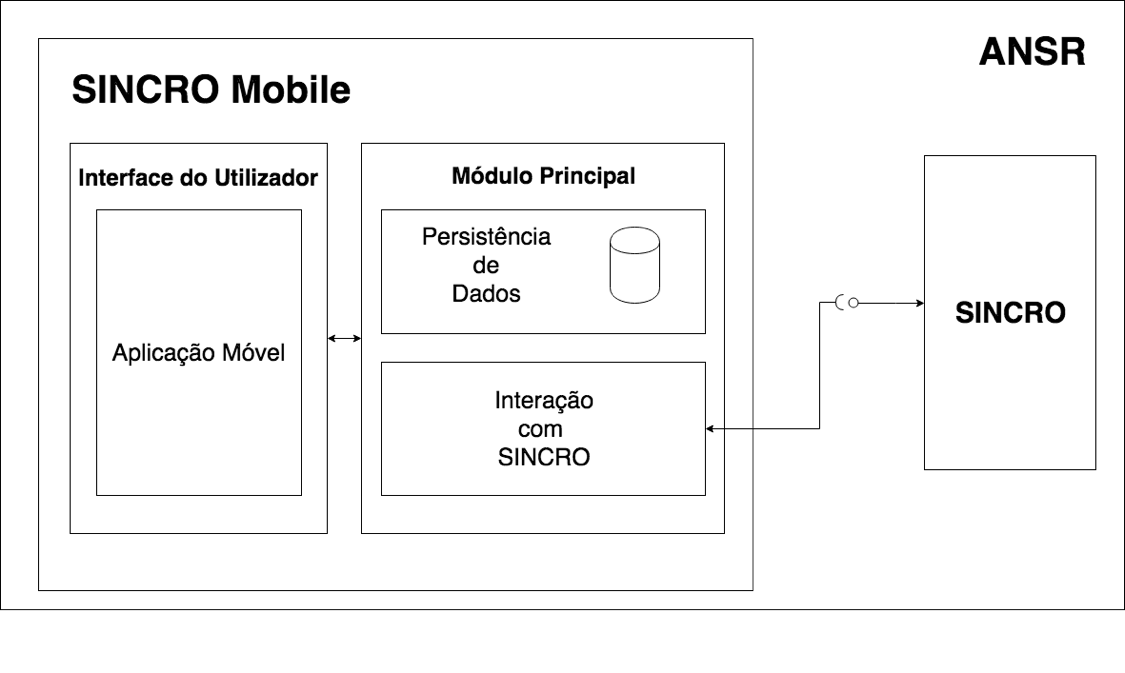 ANSR
SINCRO Mobile
Interface do Utilizador
Aplicação Móvel
Módulo Principal
Persistência
de
Dados
Interação
com
SINCRO
SINCRO